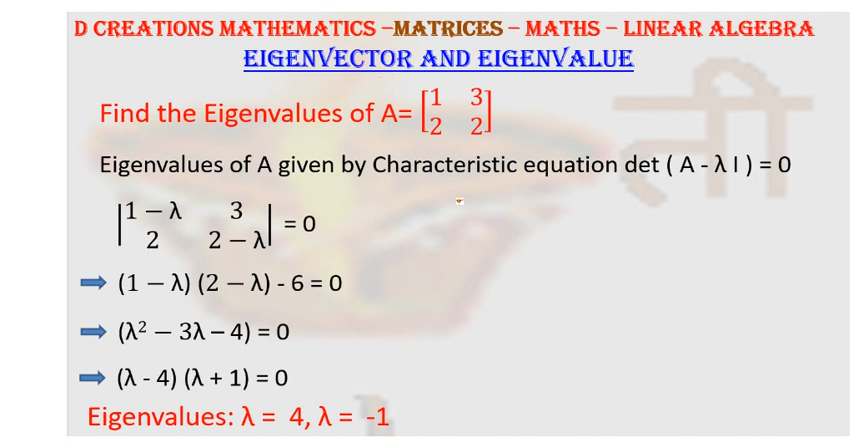 D CREATIONS MATHEMATICS –MATRICES – MATHS – LINEAR ALGEBRA
EIGENVECTOR AND EIGENVALUE
Find the Eigenvalues of A= [1 3
2 2]
Eigenvalues of A given by Characteristic equation det ( A - λ I ) = 0
|1 − λ 3
2 2 − λ| = 0
⇒ (1 − λ) (2 − λ) - 6 = 0
⇒ (λ² − 3λ – 4) = 0
⇒ (λ - 4) (λ + 1) = 0
Eigenvalues: λ = 4, λ = -1